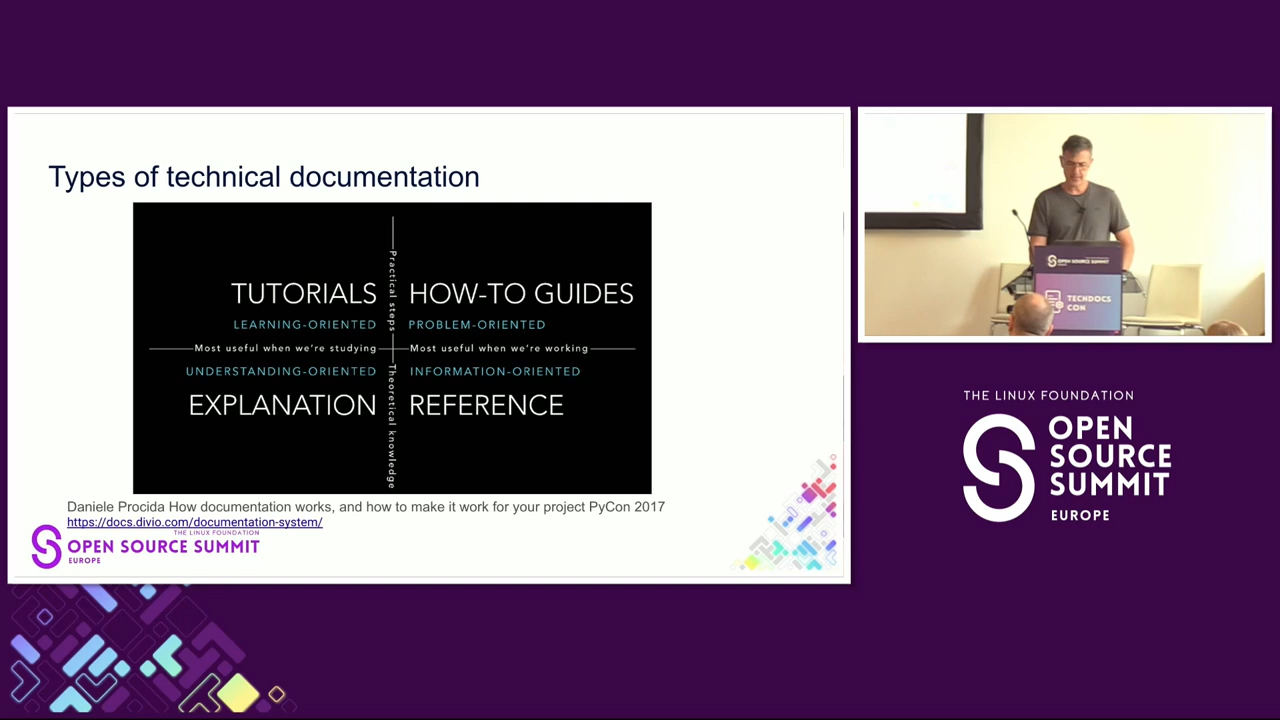 Types of technical documentation
Practical steps
TUTORIALS
HOW-TO GUIDES
LEARNING-ORIENTED
PROBLEM-ORIENTED
Most useful when we're studying
Most useful when we're working
UNDERSTANDING-ORIENTED
INFORMATION-ORIENTED
EXPLANATION
REFERENCE
Theoretical knowledge
Daniele Procida How documentation works, and how to make it work for your project PyCon 2017
https://docs.divio.com/documentation-system/
THE LINUX FOUNDATION
OPEN SOURCE SUMMIT
EUROPE
OPEN SOURCE SUMMIT
TECHDOCS
CON
THE LINUX FOUNDATION
OPEN
SOURCE
SUMMIT
EUROPE